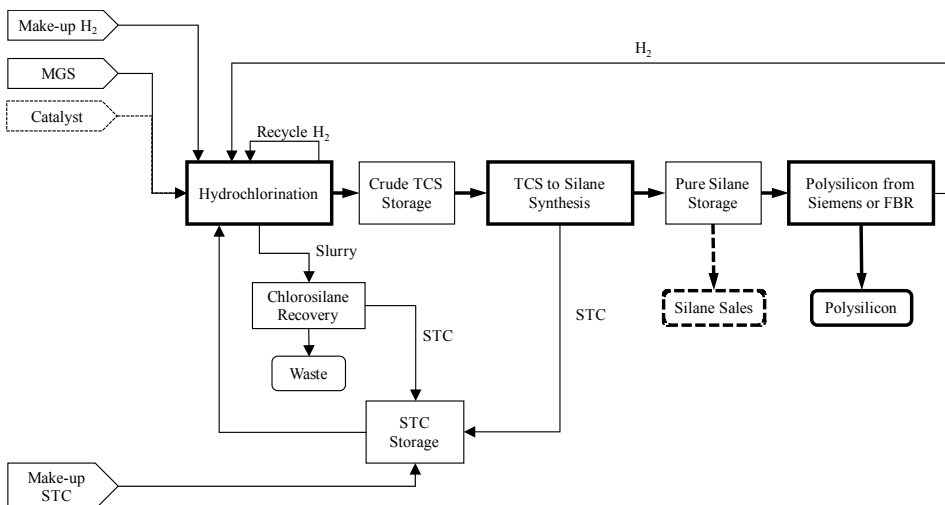 Make-up H₂
MGS
Catalyst
H₂
Recycle H₂
Hydrochlorination
Crude TCS
Storage
TCS to Silane
Synthesis
Pure Silane
Storage
Polysilicon from
Siemens or FBR
Slurry
Chlorosilane
Recovery
STC
STC
Silane Sales
Polysilicon
Waste
STC
Storage
Make-up
STC